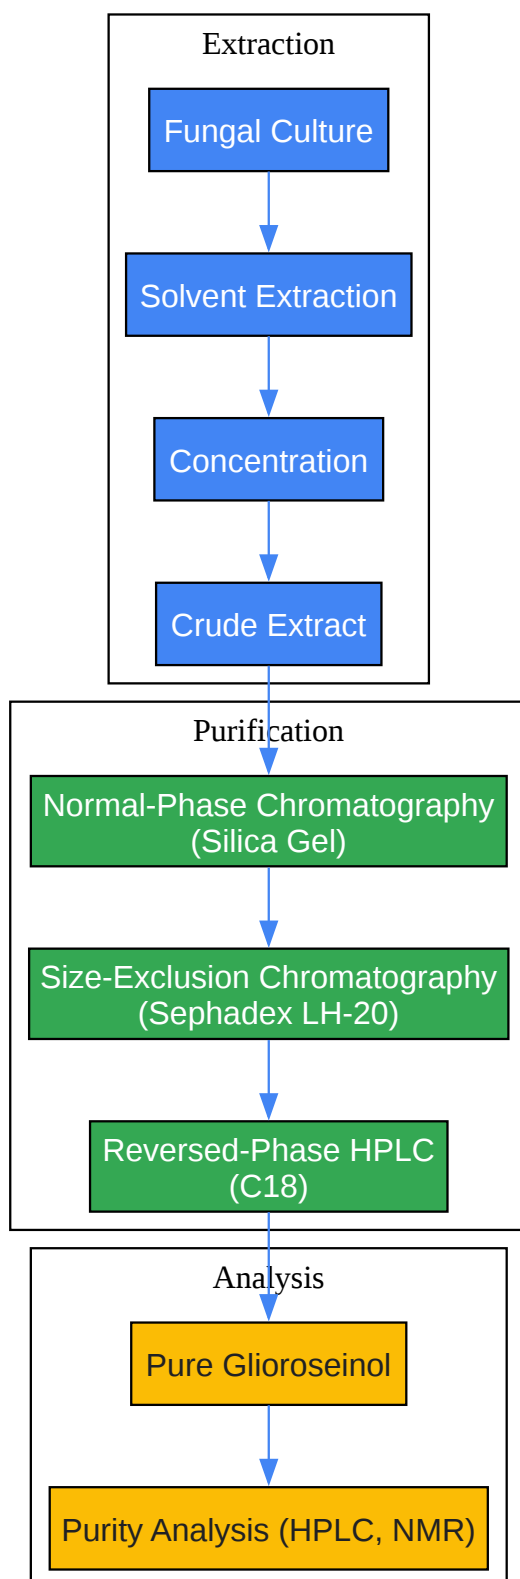 Extraction
Fungal Culture
Solvent Extraction
Concentration
Crude Extract
Purification
Normal-Phase Chromatography
(Silica Gel)
Size-Exclusion Chromatography
(Sephadex LH-20)
Reversed-Phase HPLC
(C18)
Analysis
Pure Glioroseinol
Purity Analysis (HPLC, NMR)